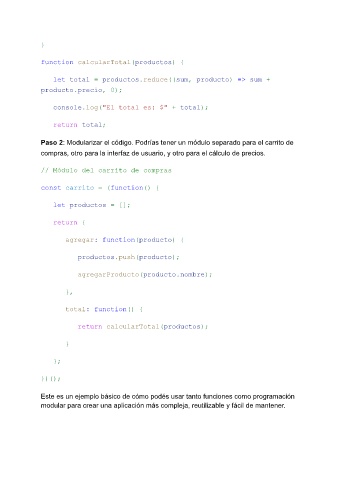 }
function calcularTotal(productos) {
let total = productos.reduce((sum, producto) => sum +
producto.precio, 0);
console.log("El total es: $" + total);
return total;
Paso 2: Modularizar el código. Podrías tener un módulo separado para el carrito de
compras, otro para la interfaz de usuario, y otro para el cálculo de precios.
// Módulo del carrito de compras
const carrito = (function() {
let productos = [];
return {
agregar: function(producto) {
productos.push(producto);
agregarProducto(producto.nombre);
},
total: function() {
return calcularTotal(productos);
}
};
})();
Este es un ejemplo básico de cómo podés usar tanto funciones como programación
modular para crear una aplicación más compleja, reutilizable y fácil de mantener.